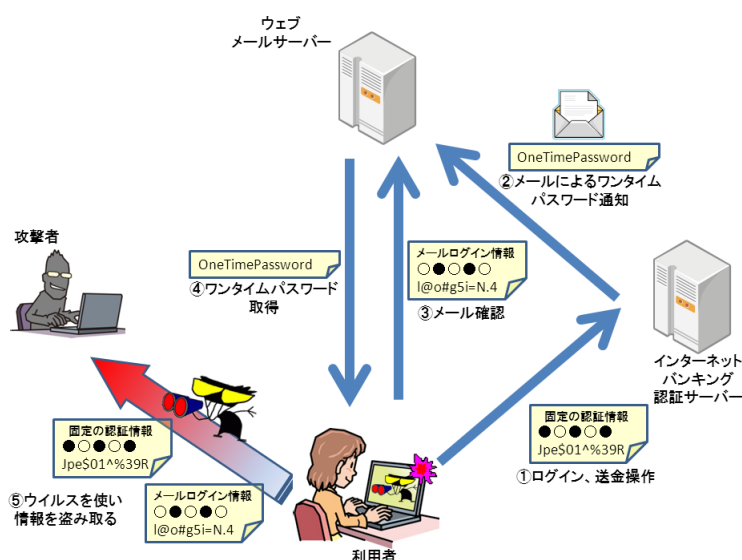 ウェブ
メールサーバー
OneTimePassword
②メールによるワンタイム
パスワード通知
攻撃者
OneTimePassword
④ワンタイムパスワード
取得
メールログイン情報
○●○●○
l@o#g5i=N.4
③メール確認
インターネット
バンキング
認証サーバー
固定の認証情報
●○●○●
Jpe$01^%39R
①ログイン、送金操作
固定の認証情報
●○●○●
Jpe$01^%39R
⑤ウイルスを使い
情報を盗み取る
メールログイン情報
○●○●○
l@o#g5i=N.4
利用者